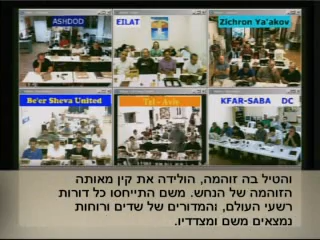 ASHDOD
EILAT
Zichron Ya'akov
Be'er Sheva United
Tel - Aviv
KFAR-SABA DC
והטיל בה זוהמה, הולידה את קין מאותה
הזוהמה של הנחש. משם התייחסו כל דורות
רשעי העולם, והמדורים של שדים ורוחות
נמצאים משם ומצדדיו.